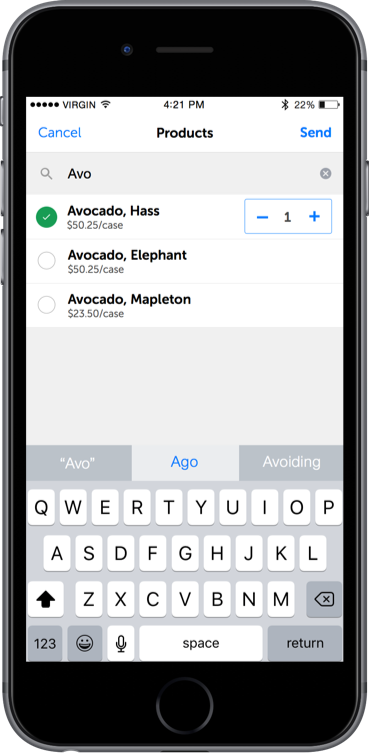 VIRGIN 4:21 PM 22%
Cancel Products Send
Avo
Avocado, Hass
$50.25/case
1
Avocado, Elephant
$50.25/case
Avocado, Mapleton
$23.50/case
“Avo” Ago Avoiding
Q W E R T Y U I O P
A S D F G H J K L
Z X C V B N M
123 space return